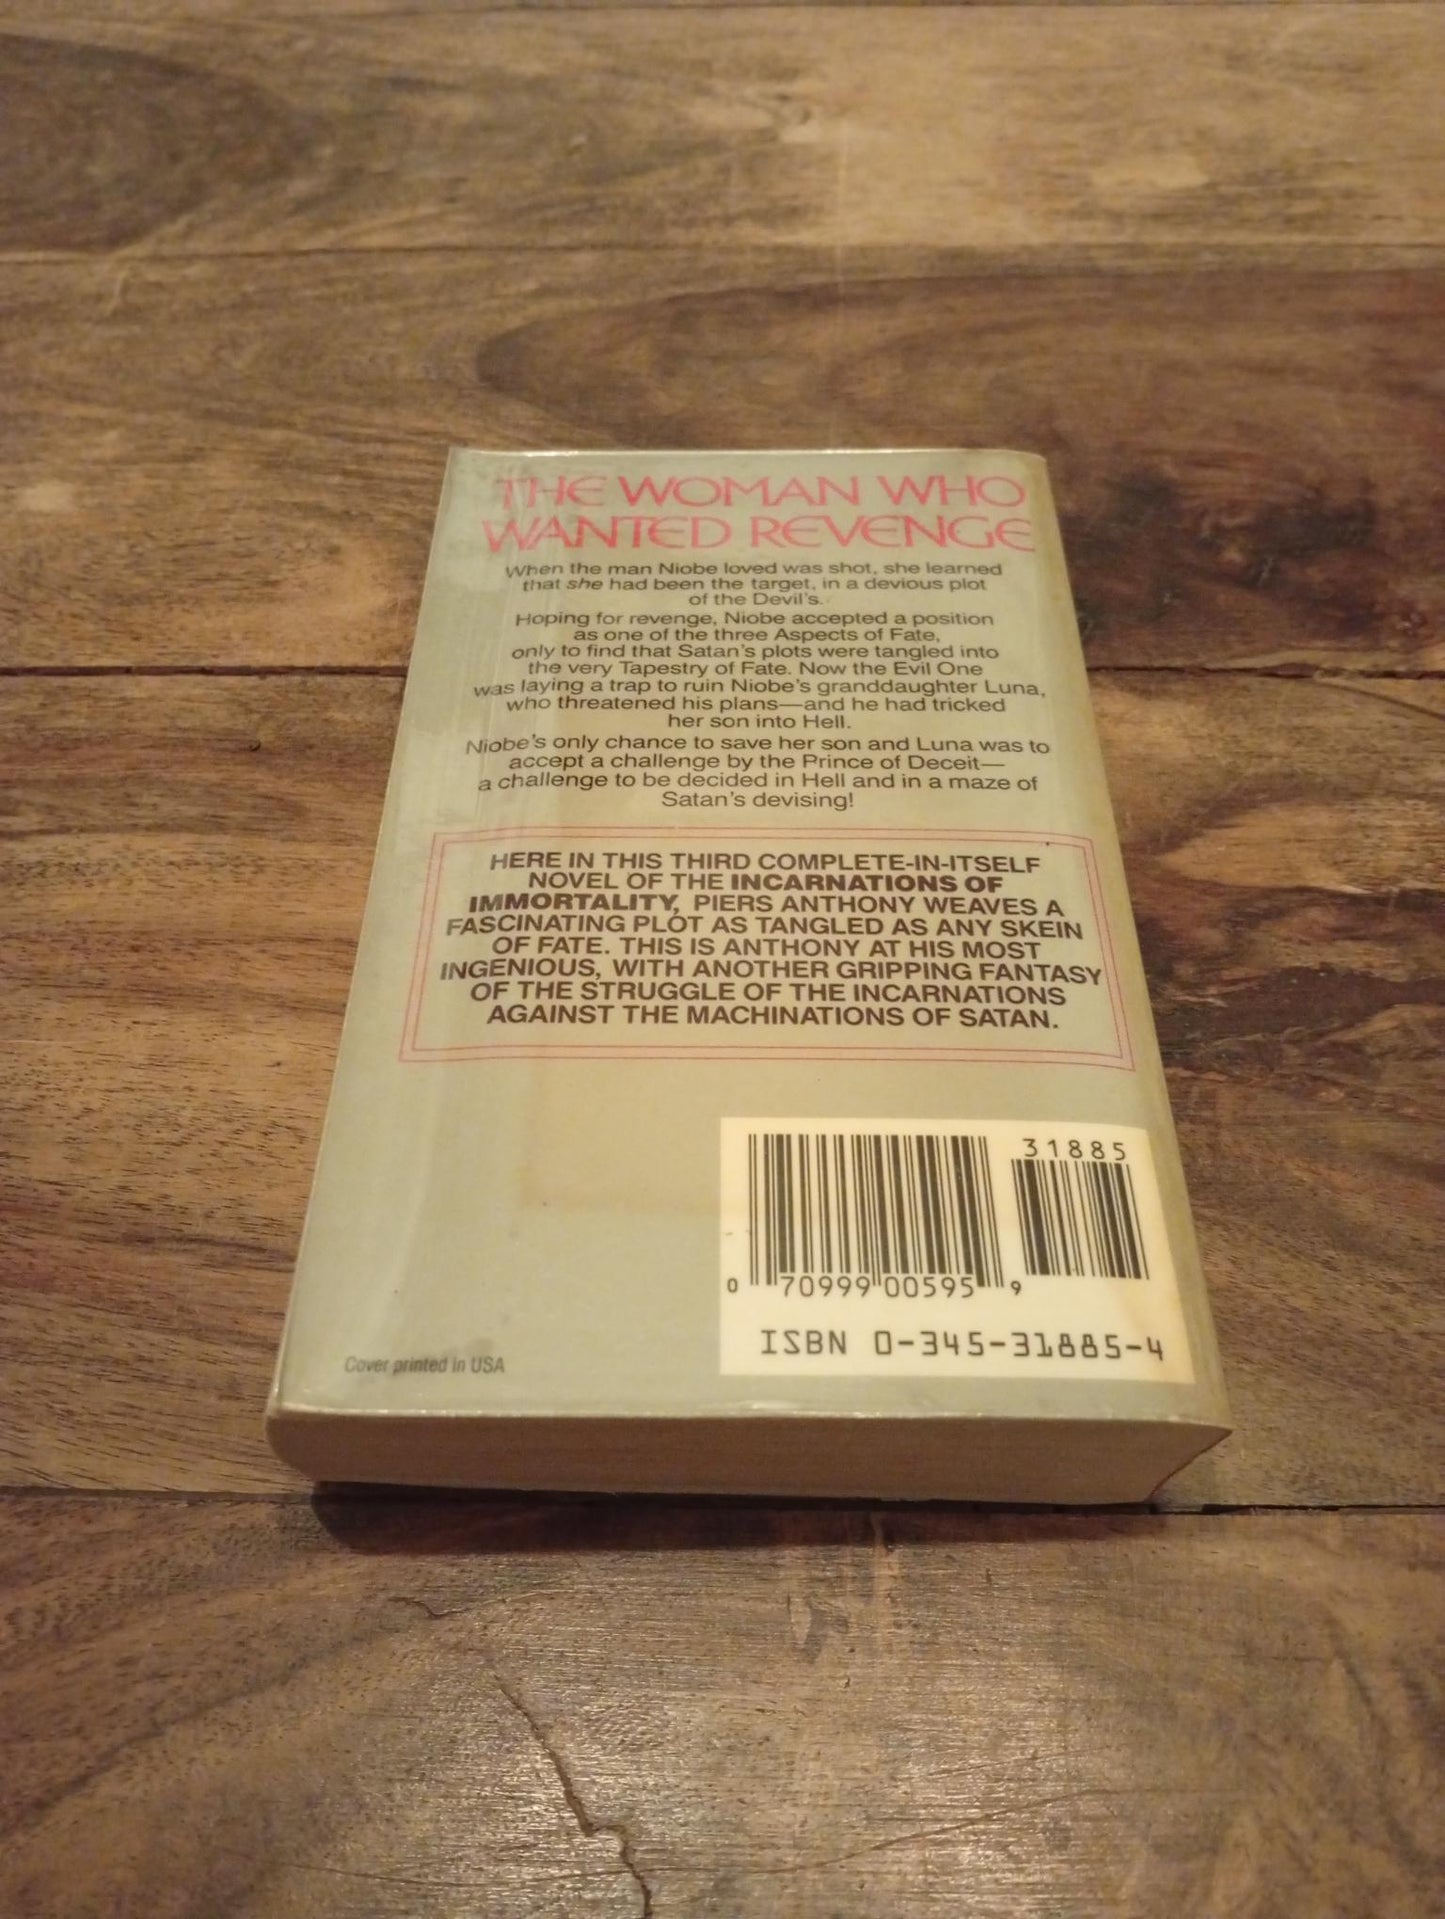 THE WOMAN WHO
WANTED REVENGE
When the man Niobe loved was shot, she learned
that she had been the target, in a devious plot
of the Devil's.
Hoping for revenge, Niobe accepted a position
as one of the three Aspects of Fate,
only to find that Satan's plots were tangled into
the very Tapestry of Fate. Now the Evil One
was laying a trap to ruin Niobe's granddaughter Luna,
who threatened his plans—and he had tricked
her son into Hell.
Niobe's only chance to save her son and Luna was to
accept a challenge by the Prince of Deceit—
a challenge to be decided in Hell and in a maze of
Satan's devising!
HERE IN THIS THIRD COMPLETE-IN-ITSELF
NOVEL OF THE INCARNATIONS OF
IMMORTALITY, PIERS ANTHONY WEAVES A
FASCINATING PLOT AS TANGLED AS ANY SKEIN
OF FATE. THIS IS ANTHONY AT HIS MOST
INGENIOUS, WITH ANOTHER GRIPPING FANTASY
OF THE STRUGGLE OF THE INCARNATIONS
AGAINST THE MACHINATIONS OF SATAN.
31885
0 70999 00595 9
ISBN 0-345-31885-4
Cover printed in USA